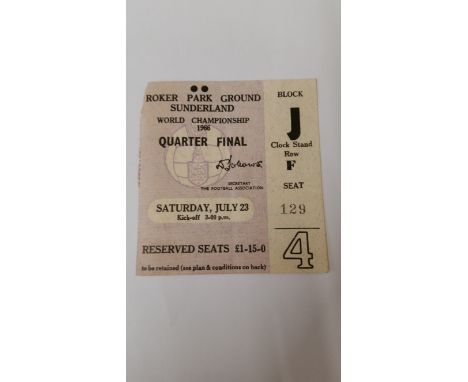 ROKER PARK GROUND
SUNDERLAND
WORLD CHAMPIONSHIP
1966
QUARTER FINAL
SECRETARY
THE FOOTBALL ASSOCIATION
SATURDAY, JULY 23
Kick-off 3-00 p.m.
RESERVED SEATS £1-15-0
to be retained (see plan & conditions on back)
BLOCK
J
Clock Stand
Row
F
SEAT
129
4